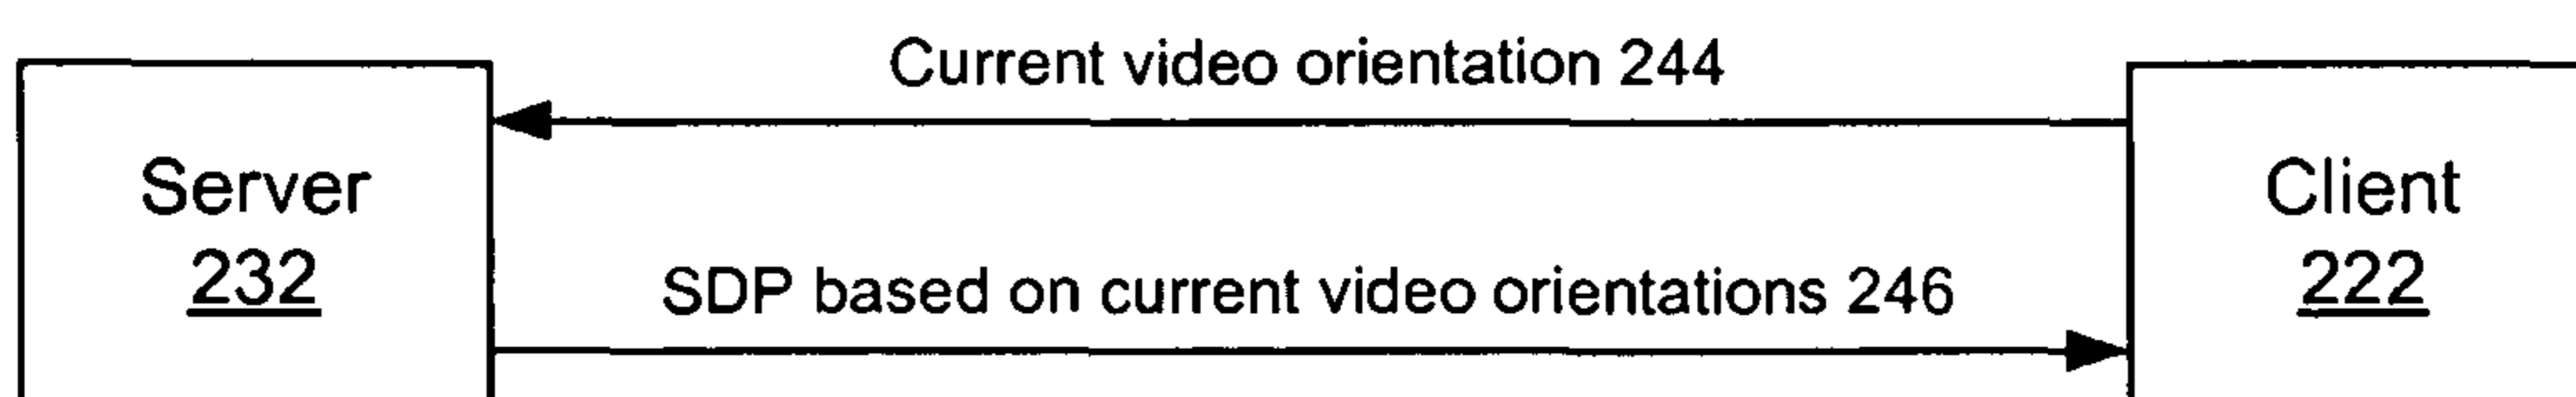 Current video orientation 244
Server
232
Client
222
SDP based on current video orientations 246